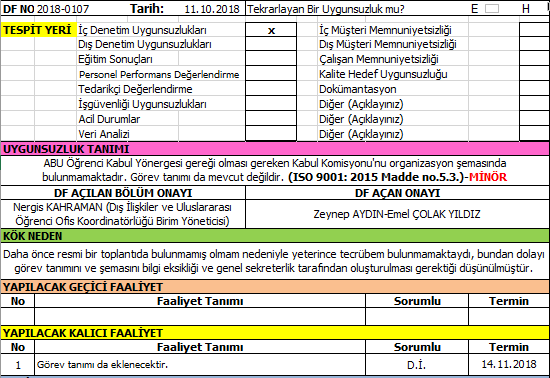 DF NO 2018-0107 Tarih: 11.10.2018 Tekrarlayan Bir Uygunsuzluk mu? E H
TESPİT YERİ İç Denetim Uygunsuzlukları x İç Müşteri Memnuniyetsizliği
Dış Denetim Uygunsuzlukları Dış Müşteri Memnuniyetsizliği
Eğitim Sonuçları Çalışan Memnuniyetsizliği
Personel Performans Değerlendirme Kalite Hedef Uygunsuzluğu
Tedarikçi Değerlendirme Dokümantasyon
İşgüvenliği Uygunsuzlukları Diğer (Açıklayınız)
Acil Durumlar Diğer (Açıklayınız)
Veri Analizi Diğer (Açıklayınız)
UYGUNSUZLUK TANIMI
ABU Öğrenci Kabul Yönergesi gereği olması gereken Kabul Komisyonu'nu organizasyon şemasında
bulunmamaktadır. Görev tanımı da mevcut değildir. (ISO 9001: 2015 Madde no.5.3.)-MİNÖR
DF AÇILAN BÖLÜM ONAYI DF AÇAN ONAYI
Nergis KAHRAMAN (Dış İlişkiler ve Uluslararası
Öğrenci Ofis Koordinatörlüğü Birim Yöneticisi) Zeynep AYDIN-Emel ÇOLAK YILDIZ
KÖK NEDEN
Daha önce resmi bir toplantıda bulunmamış olmam nedeniyle yeterince tecrübem bulunmamaktaydı, bundan dolayı
görev tanımını ve şemasını bilgi eksikliği ve genel sekreterlik tarafından oluşturulması gerektiği düşünülmüştür.
YAPILACAK GEÇİCİ FAALİYET
No Faaliyet Tanımı Sorumlu Termin
YAPILACAK KALICI FAALİYET
No Faaliyet Tanımı Sorumlu Termin
1 Görev tanımı da eklenecektir. D.İ. 14.11.2018